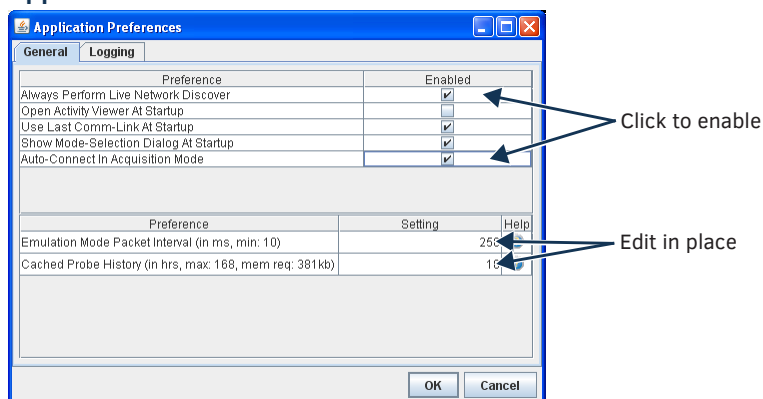 Application Preferences
General Logging
Preference Enabled
Always Perform Live Network Discover
Open Activity Viewer At Startup
Use Last Comm-Link At Startup
Show Mode-Selection Dialog At Startup
Auto-Connect In Acquisition Mode
Click to enable
Preference Setting Help
Emulation Mode Packet Interval (in ms, min: 10)
Edit in place
Cached Probe History (in hrs, max: 168, mem req: 381kb)
OK Cancel